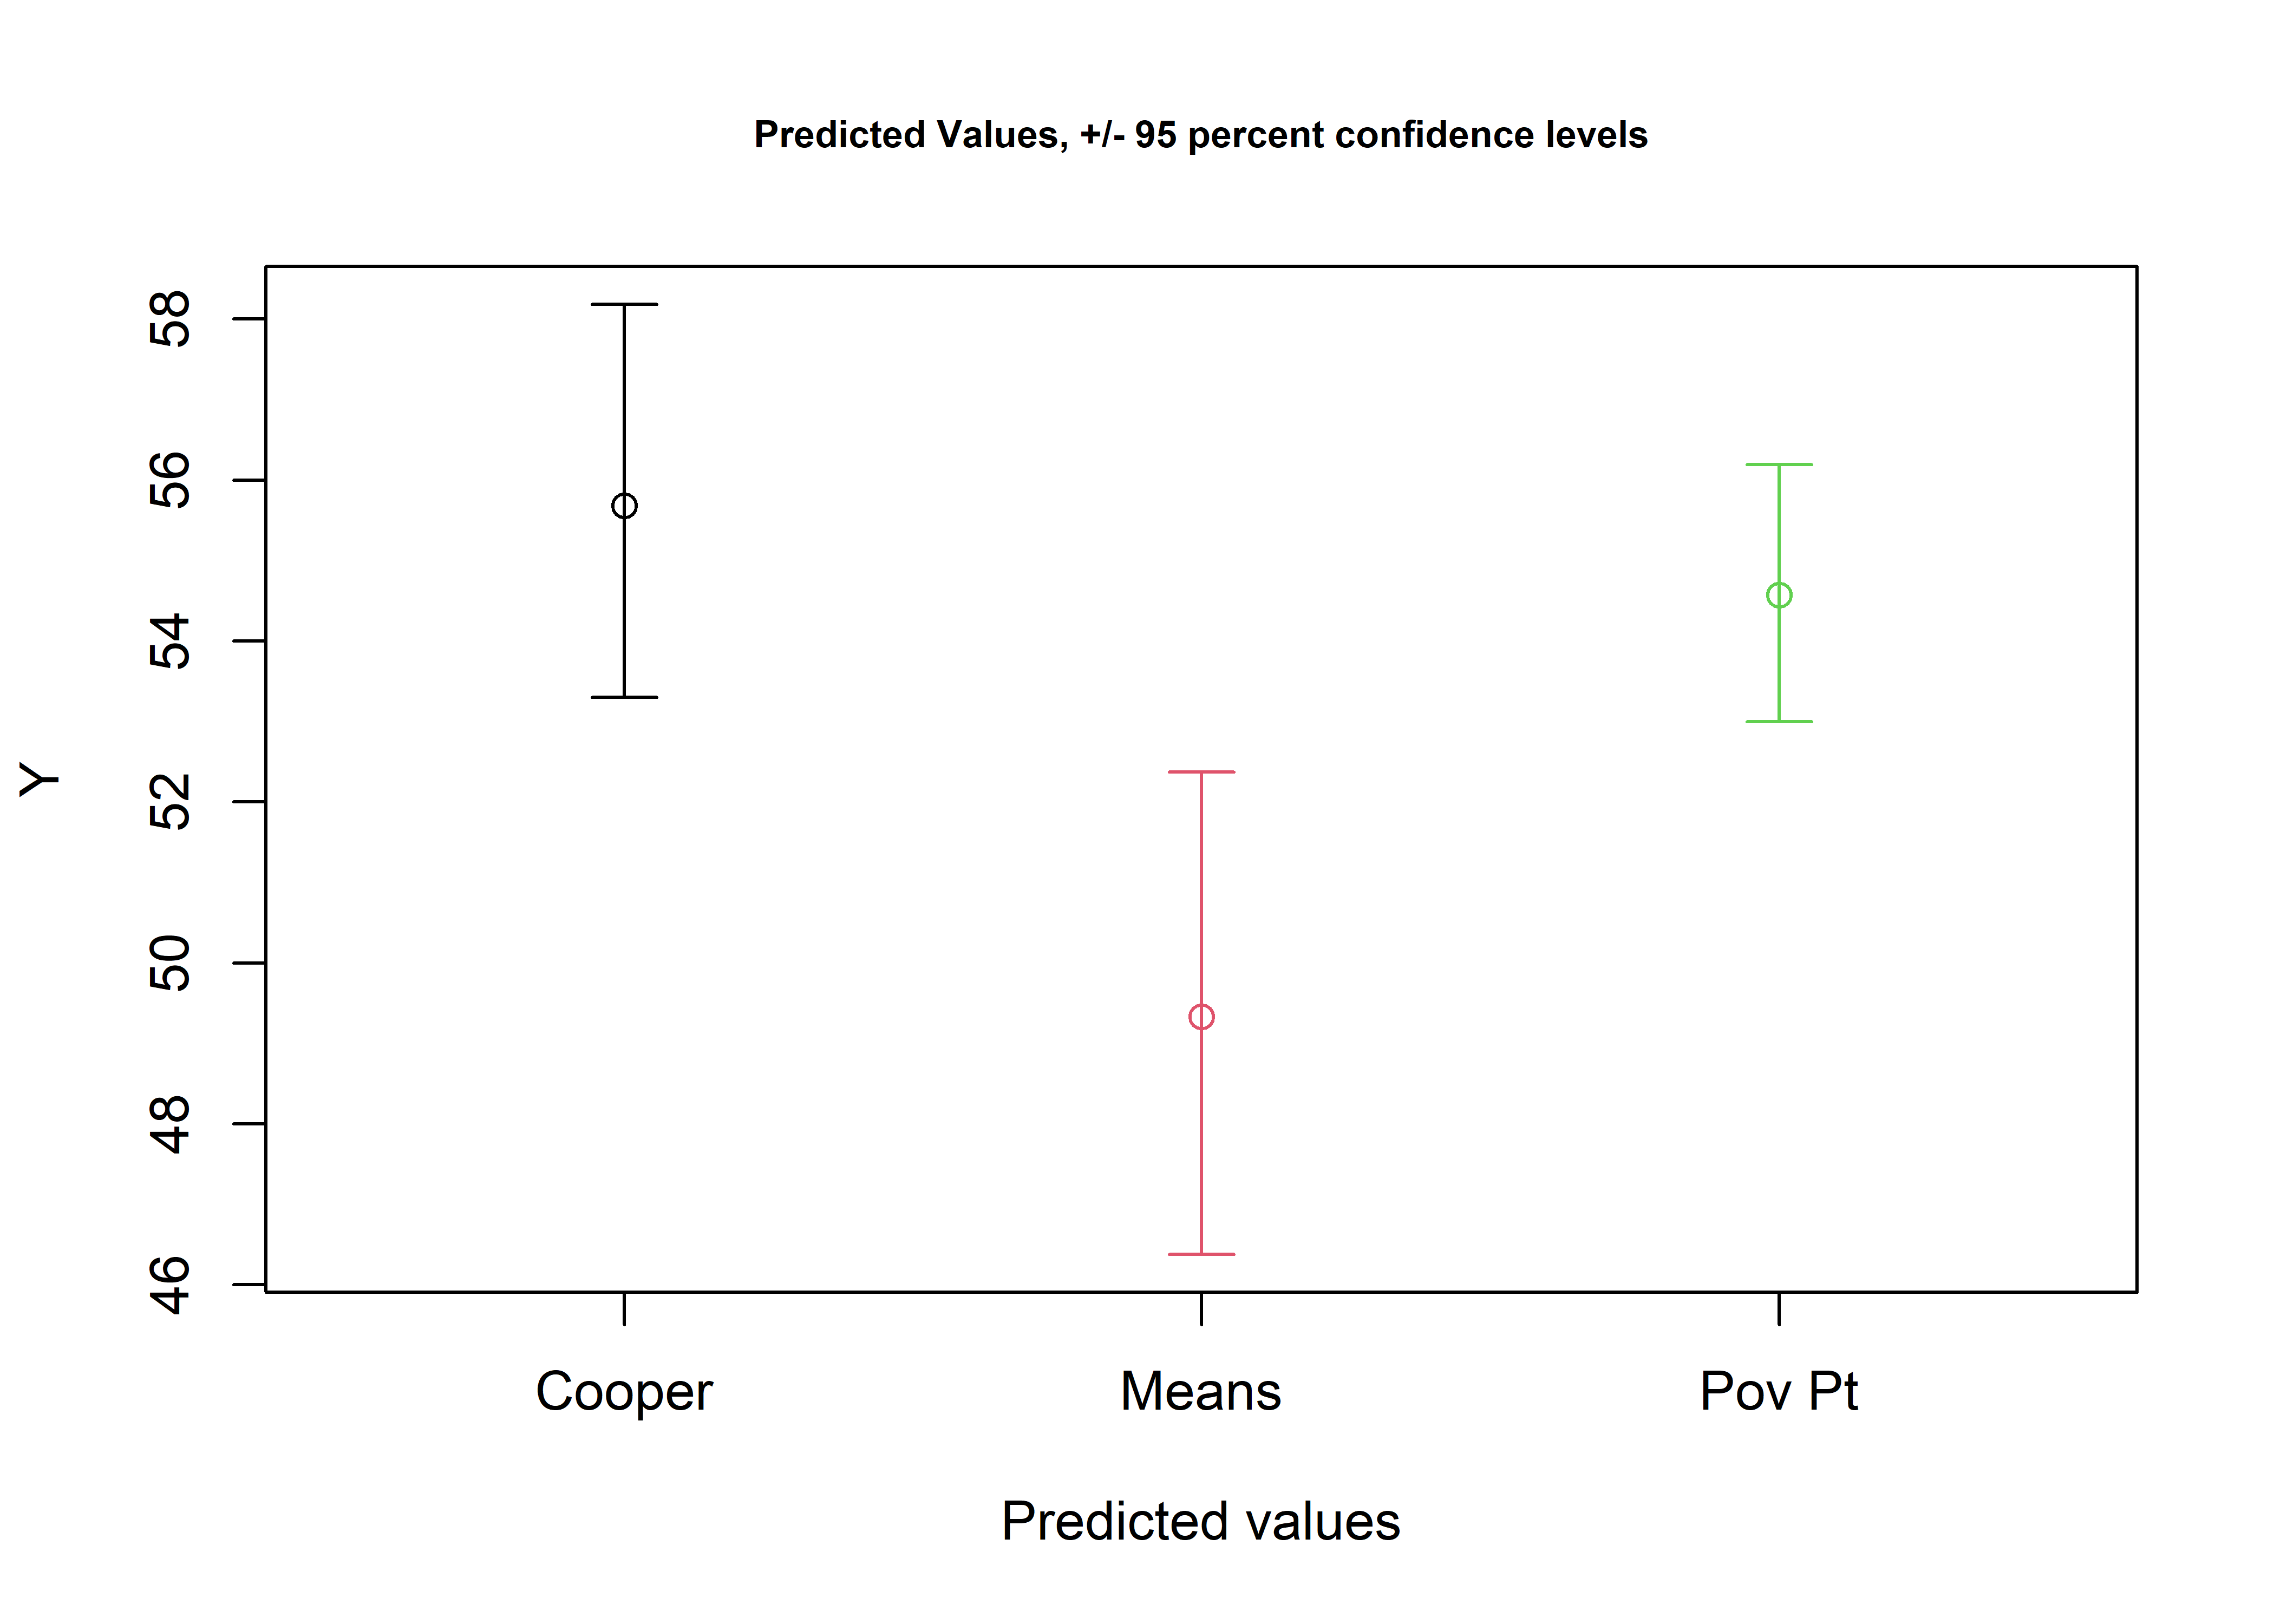 Predicted Values, +/- 95 percent confidence levels
58
56
54
52
50
48
46
Y
Cooper
Means
Pov Pt
Predicted values